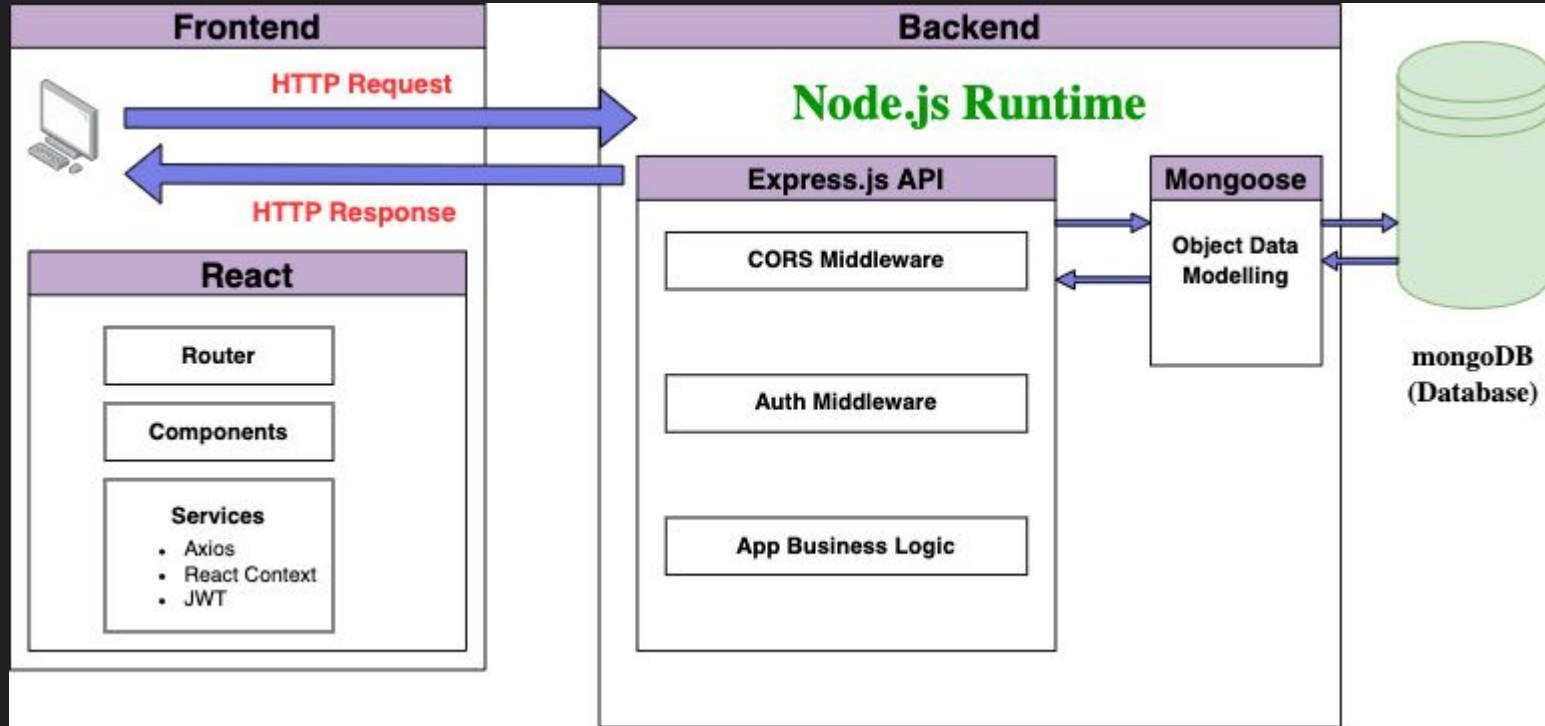 Frontend
HTTP Request
HTTP Response
React
Router
Components
Services
• Axios
• React Context
• JWT
Backend
Node.js Runtime
Express.js API
CORS Middleware
Auth Middleware
App Business Logic
Mongoose
Object Data
Modelling
mongoDB
(Database)